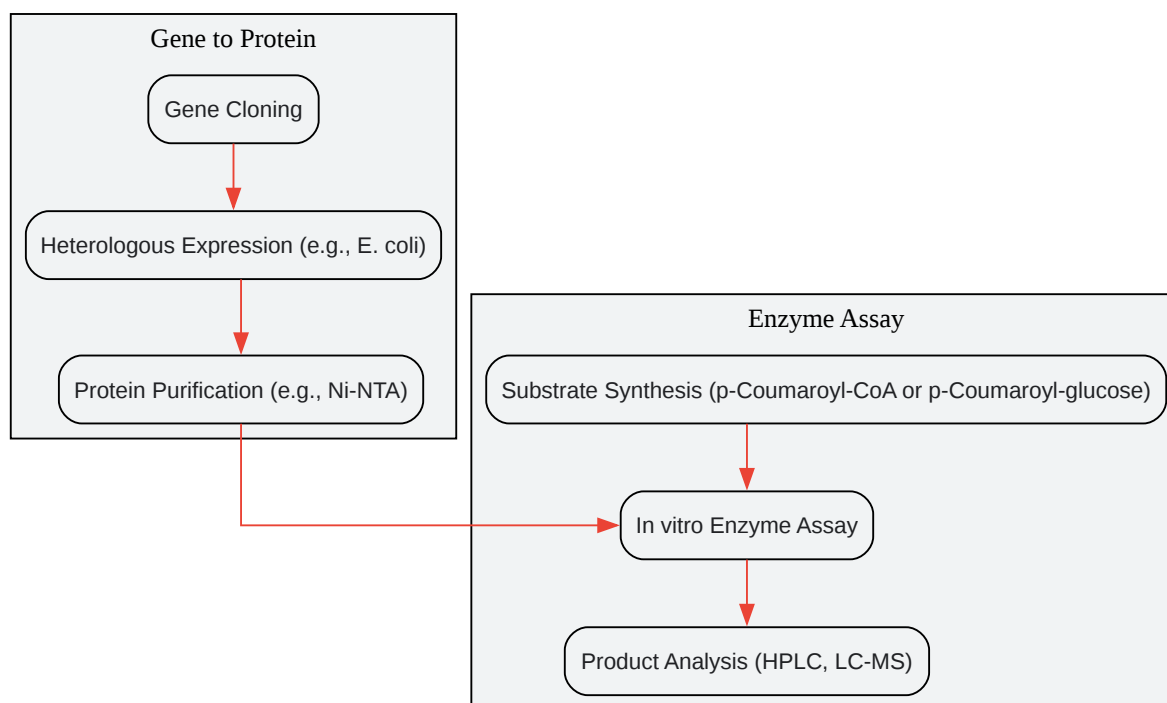 Gene to Protein
Gene Cloning
Heterologous Expression (e.g., E. coli)
Protein Purification (e.g., Ni-NTA)
Enzyme Assay
Substrate Synthesis (p-Coumaroyl-CoA or p-Coumaroyl-glucose)
In vitro Enzyme Assay
Product Analysis (HPLC, LC-MS)